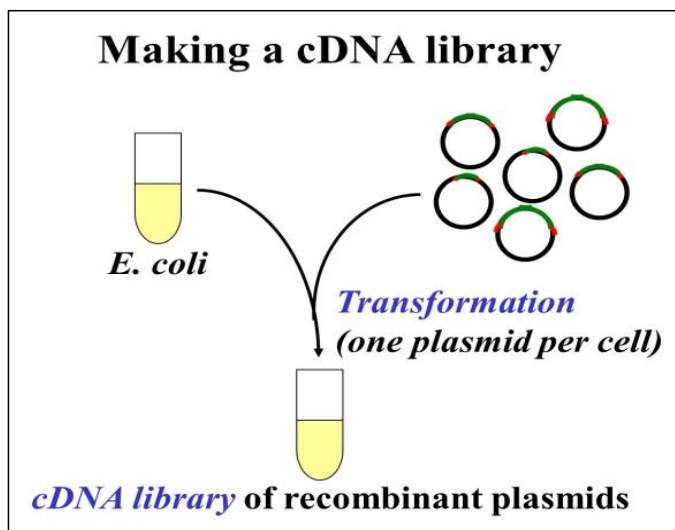 Making a cDNA library
E. coli
Transformation
(one plasmid per cell)
cDNA library of recombinant plasmids